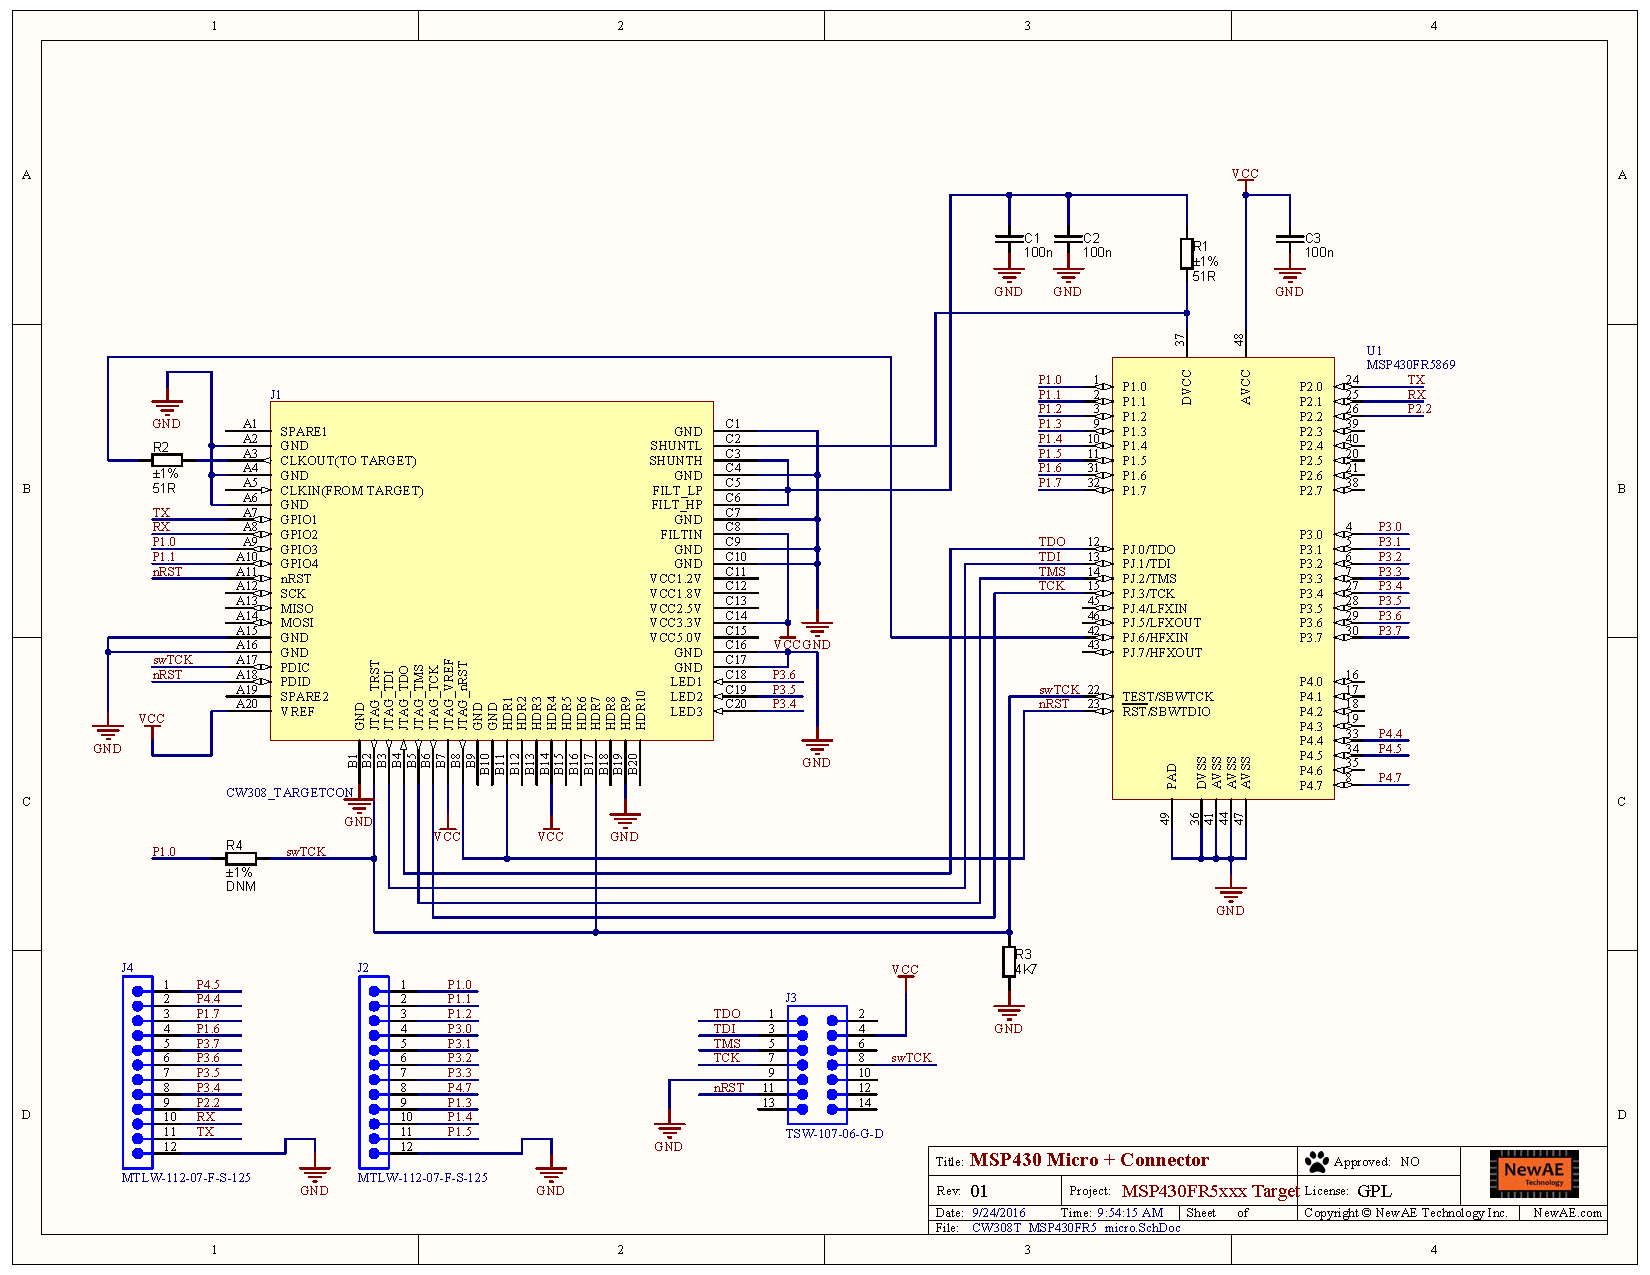 1 2 3 4
A A
B B
C C
D D
VCC
C1
100n
GND
C2
100n
GND
R1
±1%
51R
C3
100n
GND
GND
R2
±1%
51R
J1
A1 SPARE1
A2 GND
A3 CLKOUT(TO TARGET)
A4 GND
A5 CLKIN(FROM TARGET)
A6 GND
TX A7 GPIO1
RX A8 GPIO2
P1.0 A9 GPIO3
P1.1 A10 GPIO4
nRST A11 nRST
A12 SCK
A13 MISO
A14 MOSI
A15 GND
A16 GND
swTCK A17 PDIC
nRST A18 PDID
A19 SPARE2
A20 VREF
GND
VCC
GND C1
SHUNTL C2
SHUNTH C3
GND C4
FILT_LP C5
FILT_HP C6
GND C7
FILTIN C8
GND C9
GND C10
VCC1.2V C11
VCC1.8V C12
VCC2.5V C13
VCC3.3V C14
VCC5.0V C15
GND C16
GND C17
LED1 C18 P3.6
LED2 C19 P3.5
LED3 C20 P3.4
VCC
GND
GND
GND B1
JTAG_TRST B2
JTAG_TDI B3
JTAG_TDO B4
JTAG_TMS B5
JTAG_TCK B6
JTAG_VREF B7
JTAG_nRST B8
GND B9
GND B10
HDR1 B11
HDR2 B12
HDR3 B13
HDR4 B14
HDR5 B15
HDR6 B16
HDR7 B17
HDR8 B18
HDR9 B19
HDR10 B20
CW308_TARGETCON
GND
VCC
VCC
GND
P1.0
R4
±1%
DNM
swTCK
U1
MSP430FR5869
37 DVCC
48 AVCC
P1.0 1 P1.0
P1.1 2 P1.1
P1.2 3 P1.2
P1.3 9 P1.3
P1.4 10 P1.4
P1.5 11 P1.5
P1.6 31 P1.6
P1.7 32 P1.7
TDO 12 PJ.0/TDO
TDI 13 PJ.1/TDI
TMS 14 PJ.2/TMS
TCK 15 PJ.3/TCK
45 PJ.4/LFXIN
46 PJ.5/LFXOUT
42 PJ.6/HFXIN
43 PJ.7/HFXOUT
swTCK 22 TEST/SBWTCK
nRST 23 RST/SBWTDIO
P2.0 24 TX
P2.1 25 RX
P2.2 26 P2.2
P2.3 39
P2.4 40
P2.5 20
P2.6 21
P2.7 38
P3.0 4 P3.0
P3.1 5 P3.1
P3.2 6 P3.2
P3.3 7 P3.3
P3.4 27 P3.4
P3.5 28 P3.5
P3.6 29 P3.6
P3.7 30 P3.7
P4.0 16
P4.1 17
P4.2 18
P4.3 19
P4.4 33 P4.4
P4.5 34 P4.5
P4.6 35
P4.7 8 P4.7
PAD 49
DVSS 36
AVSS 41
AVSS 44
AVSS 47
GND
R3
4K7
GND
J4
1 P4.5
2 P4.4
3 P1.7
4 P1.6
5 P3.7
6 P3.6
7 P3.5
8 P3.4
9 P2.2
10 RX
11 TX
12
MTLW-112-07-F-S-125
GND
J2
1 P1.0
2 P1.1
3 P1.2
4 P3.0
5 P3.1
6 P3.2
7 P3.3
8 P4.7
9 P1.3
10 P1.4
11 P1.5
12
MTLW-112-07-F-S-125
GND
VCC
J3
TDO 1 2
TDI 3 4
TMS 5 6
TCK 7 8 swTCK
9 10
nRST 11 12
13 14
GND
TSW-107-06-G-D
Title: MSP430 Micro + Connector
Approved: NO
Rev: 01
Project: MSP430FR5xxx Target
License: GPL
Date: 9/24/2016 Time: 9:54:15 AM Sheet of
Copyright © NewAE Technology Inc. NewAE.com
File: CW308T_MSP430FR5_micro.SchDoc
NewAE
Technology
1 2 3 4